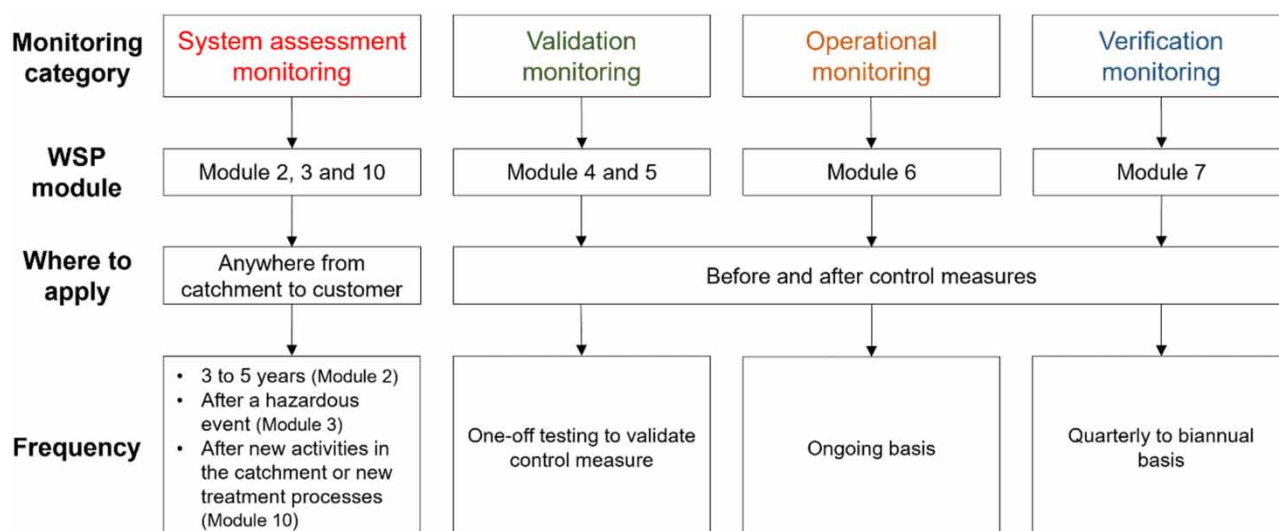 Monitoring
category
System assessment
monitoring
Validation
monitoring
Operational
monitoring
Verification
monitoring
WSP
module
Module 2, 3 and 10
Module 4 and 5
Module 6
Module 7
Where to
apply
Anywhere from
catchment to customer
Before and after control measures
Frequency
• 3 to 5 years (Module 2)
• After a hazardous
event (Module 3)
• After new activities in
the catchment or new
treatment processes
(Module 10)
One-off testing to validate
control measure
Ongoing basis
Quarterly to biannual
basis